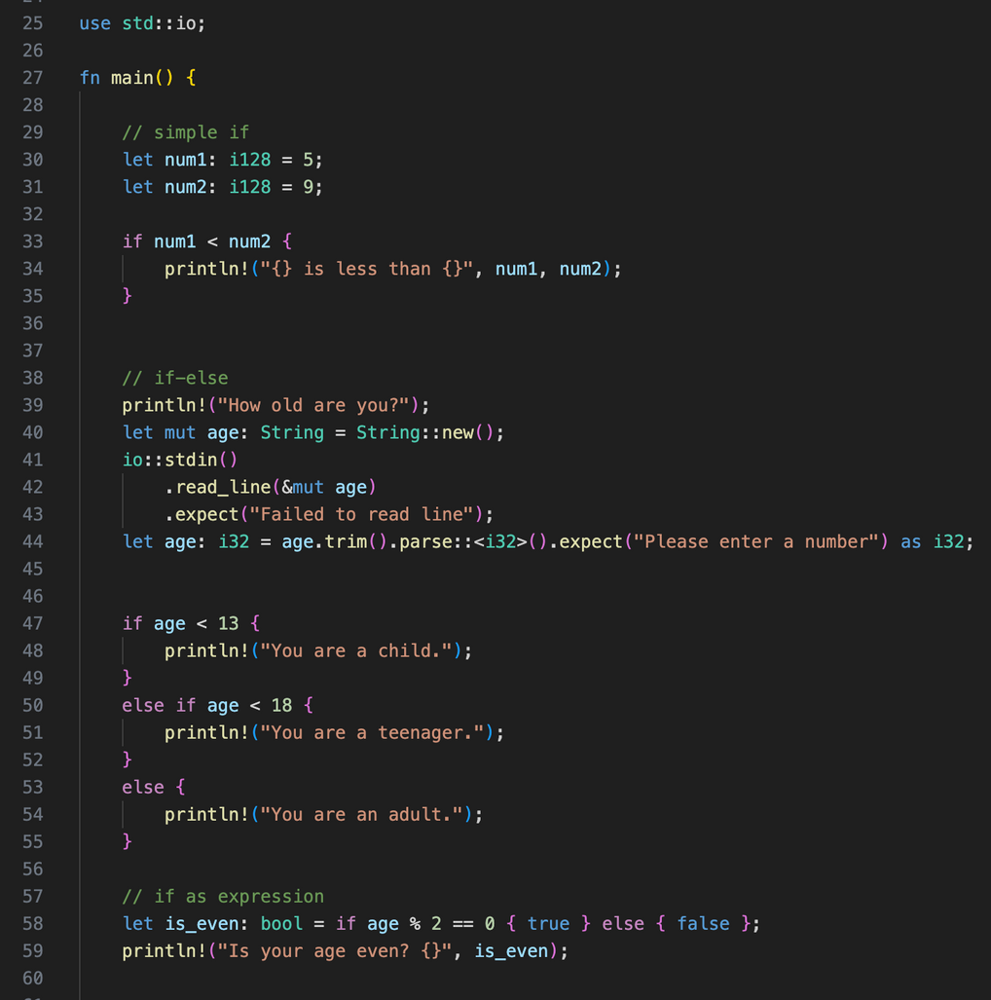 25 use std::io;
26
27 fn main() {
28
29     // simple if
30     let num1: i128 = 5;
31     let num2: i128 = 9;
32
33     if num1 < num2 {
34         println!("{} is less than {}", num1, num2);
35     }
36
37
38     // if-else
39     println!("How old are you?");
40     let mut age: String = String::new();
41     io::stdin()
42         .read_line(&mut age)
43         .expect("Failed to read line");
44     let age: i32 = age.trim().parse::<i32>().expect("Please enter a number") as i32;
45
46
47     if age < 13 {
48         println!("You are a child.");
49     }
50     else if age < 18 {
51         println!("You are a teenager.");
52     }
53     else {
54         println!("You are an adult.");
55     }
56
57     // if as expression
58     let is_even: bool = if age % 2 == 0 { true } else { false };
59     println!("Is your age even? {}", is_even);
60